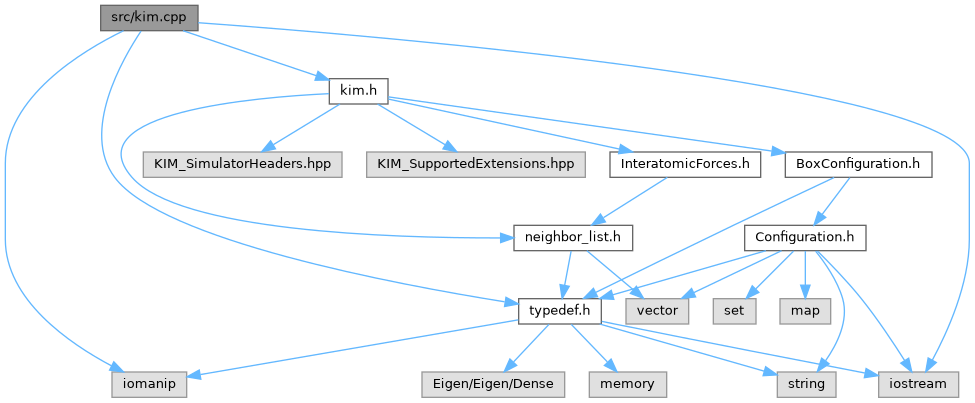 src/kim.cpp
kim.h
KIM_SimulatorHeaders.hpp
KIM_SupportedExtensions.hpp
InteratomicForces.h
BoxConfiguration.h
neighbor_list.h
Configuration.h
typedef.h
vector
set
map
iomanip
Eigen/Eigen/Dense
memory
string
iostream